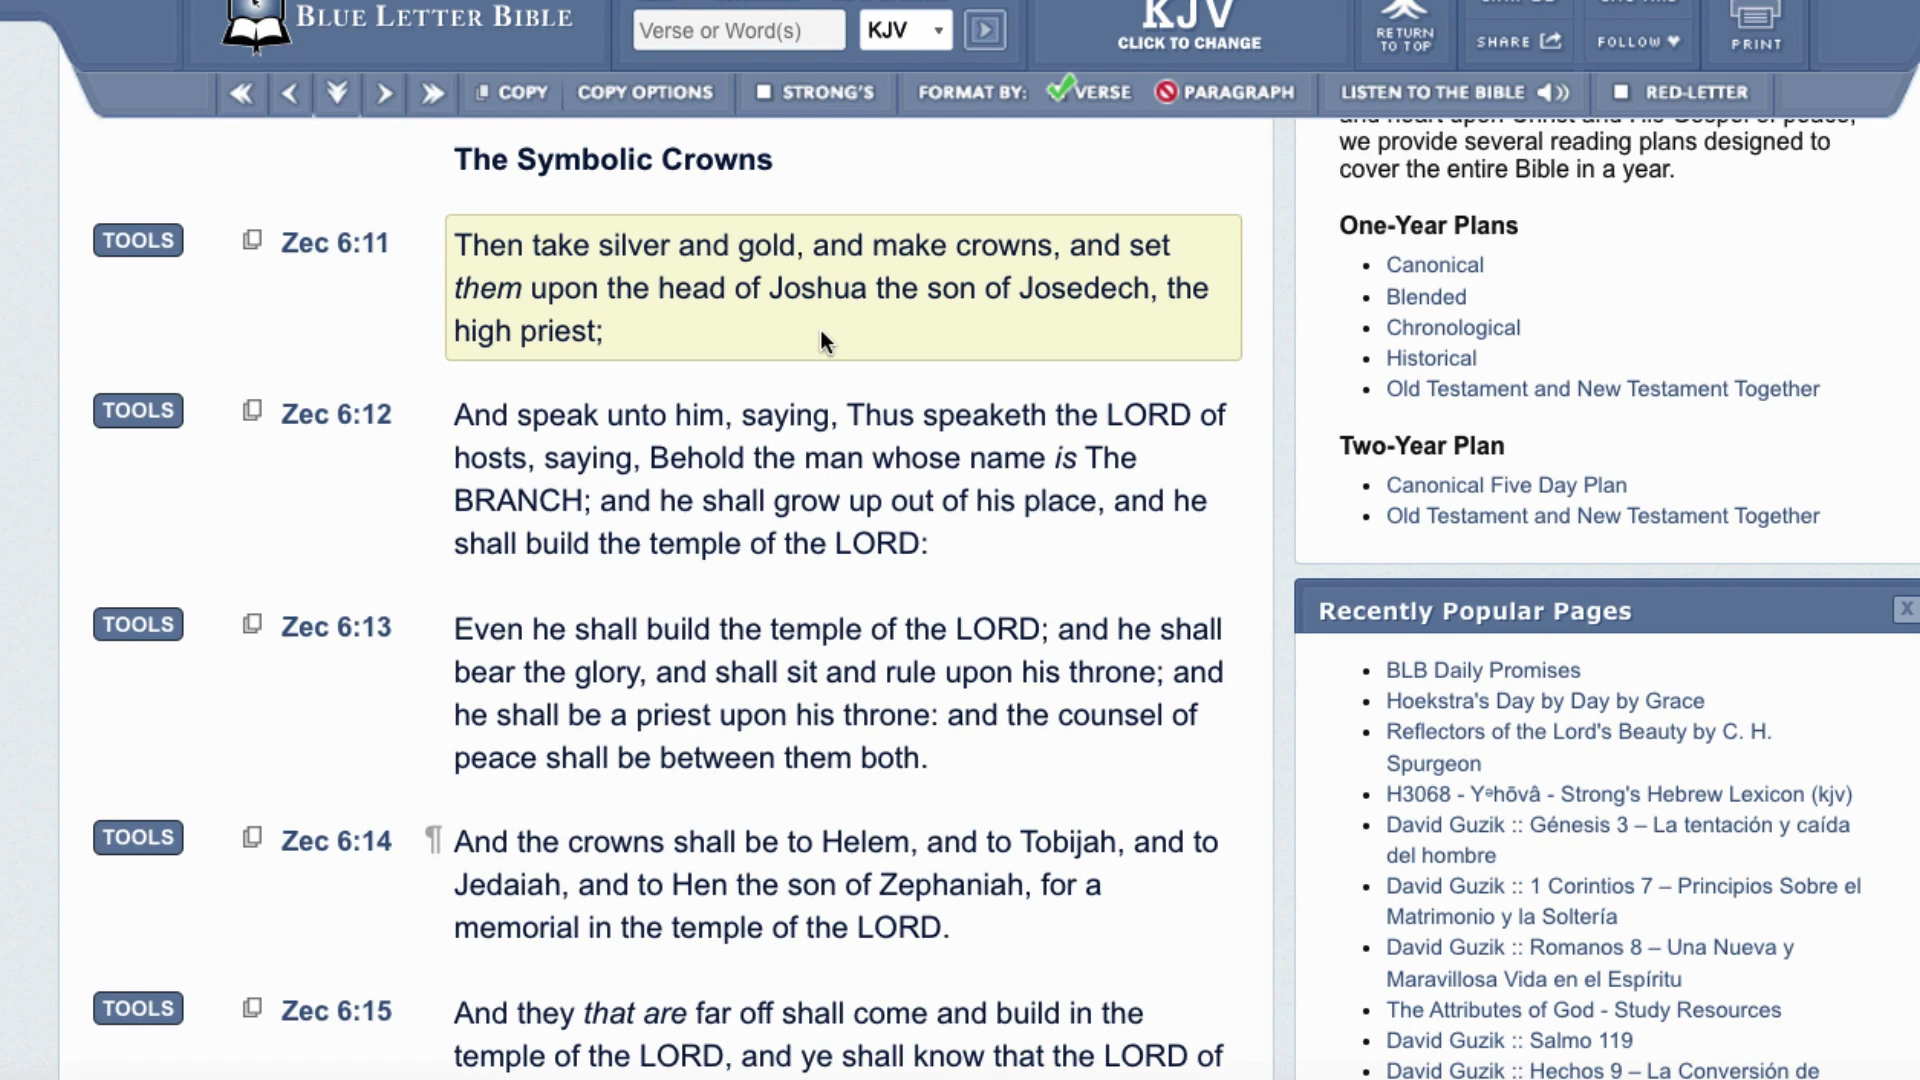 BLUE LETTER BIBLE
Verse or Word(s)
KJV
KJV
CLICK TO CHANGE
RETURN
TO TOP
SHARE
FOLLOW
PRINT
COPY
COPY OPTIONS
STRONG'S
FORMAT BY:
VERSE
PARAGRAPH
LISTEN TO THE BIBLE
RED-LETTER
The Symbolic Crowns
TOOLS
Zec 6:11
Then take silver and gold, and make crowns, and set
them upon the head of Joshua the son of Josedech, the
high priest;
TOOLS
Zec 6:12
And speak unto him, saying, Thus speaketh the LORD of
hosts, saying, Behold the man whose name is The
BRANCH; and he shall grow up out of his place, and he
shall build the temple of the LORD:
TOOLS
Zec 6:13
Even he shall build the temple of the LORD; and he shall
bear the glory, and shall sit and rule upon his throne; and
he shall be a priest upon his throne: and the counsel of
peace shall be between them both.
TOOLS
Zec 6:14
¶ And the crowns shall be to Helem, and to Tobijah, and to
Jedaiah, and to Hen the son of Zephaniah, for a
memorial in the temple of the LORD.
TOOLS
Zec 6:15
And they that are far off shall come and build in the
temple of the LORD, and ye shall know that the LORD of
and heart upon Christ and His Gospel of peace,
we provide several reading plans designed to
cover the entire Bible in a year.
One-Year Plans
• Canonical
• Blended
• Chronological
• Historical
• Old Testament and New Testament Together
Two-Year Plan
• Canonical Five Day Plan
• Old Testament and New Testament Together
Recently Popular Pages
X
• BLB Daily Promises
• Hoekstra's Day by Day by Grace
• Reflectors of the Lord's Beauty by C. H.
Spurgeon
• H3068 - Yᵊhōvâ - Strong's Hebrew Lexicon (kjv)
• David Guzik :: Génesis 3 – La tentación y caída
del hombre
• David Guzik :: 1 Corintios 7 – Principios Sobre el
Matrimonio y la Soltería
• David Guzik :: Romanos 8 – Una Nueva y
Maravillosa Vida en el Espíritu
• The Attributes of God - Study Resources
• David Guzik :: Salmo 119
• David Guzik :: Hechos 9 – La Conversión de